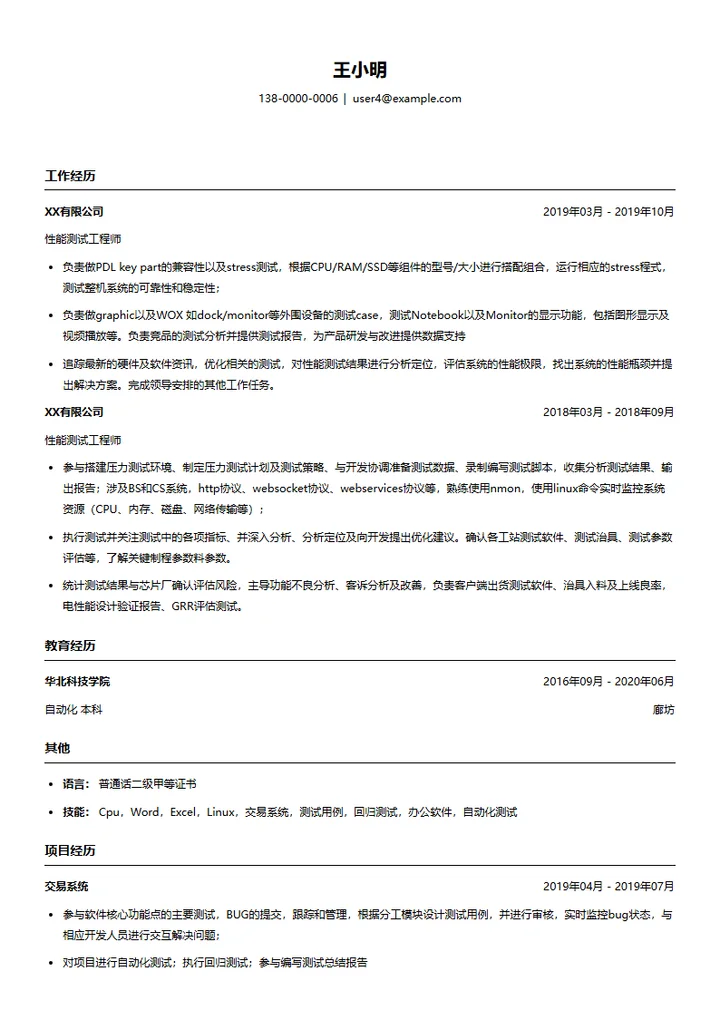 王小明
138-0000-0006 | user4@example.com
工作经历
XX有限公司 2019年03月 - 2019年10月
性能测试工程师
• 负责做PDL key part的兼容性以及stress测试，根据CPU/RAM/SSD等组件的型号/大小进行搭配组合，运行相应的stress程式，
测试整机系统的可靠性和稳定性；
• 负责做graphic以及WOX 如dock/monitor等外围设备的测试case，测试Notebook以及Monitor的显示功能，包括图形显示及
视频播放等。负责竞品的测试分析并提供测试报告，为产品研发与改进提供数据支持
• 追踪最新的硬件及软件资讯，优化相关的测试，对性能测试结果进行分析定位，评估系统的性能极限，找出系统的性能瓶颈并提
出解决方案。完成领导安排的其他工作任务。
XX有限公司 2018年03月 - 2018年09月
性能测试工程师
• 参与搭建压力测试环境、制定压力测试计划及测试策略、与开发协调准备测试数据、录制编写测试脚本，收集分析测试结果、输
出报告；涉及BS和CS系统，http协议、websocket协议、webservices协议等，熟练使用nmon，使用linux命令实时监控系统
资源（CPU、内存、磁盘、网络传输等）；
• 执行测试并关注测试中的各项指标、并深入分析、分析定位及向开发提出优化建议。确认各工站测试软件、测试治具、测试参数
评估等，了解关键制程参数料参数。
• 统计测试结果与芯片厂确认评估风险，主导功能不良分析、客诉分析及改善，负责客户端出货测试软件、治具入料及上线良率，
电性能设计验证报告、GRR评估测试。
教育经历
华北科技学院 2016年09月 - 2020年06月
自动化 本科 廊坊
其他
• 语言： 普通话二级甲等证书
• 技能： Cpu，Word，Excel，Linux，交易系统，测试用例，回归测试，办公软件，自动化测试
项目经历
交易系统 2019年04月 - 2019年07月
• 参与软件核心功能点的主要测试，BUG的提交，跟踪和管理，根据分工模块设计测试用例，并进行审核，实时监控bug状态，与
相应开发人员进行交互解决问题；
• 对项目进行自动化测试；执行回归测试；参与编写测试总结报告